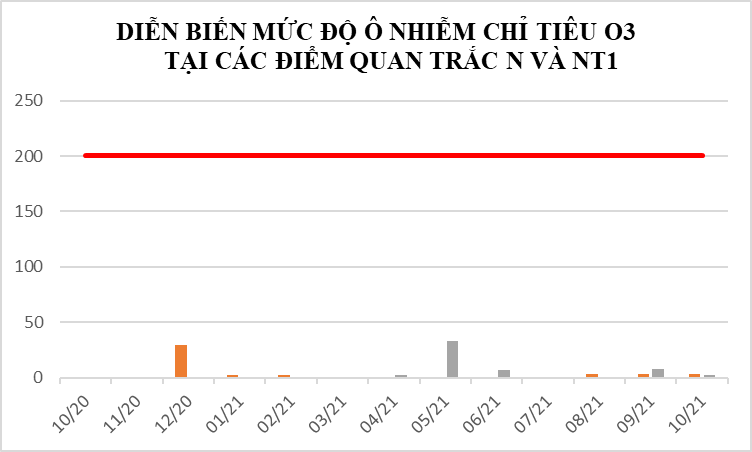 DIỄN BIẾN MỨC ĐỘ Ô NHIỄM CHỈ TIÊU O3
TẠI CÁC ĐIỂM QUAN TRẮC N VÀ NT1
250
200
150
100
50
0
10/20 11/20 12/20 01/21 02/21 03/21 04/21 05/21 06/21 07/21 08/21 09/21 10/21